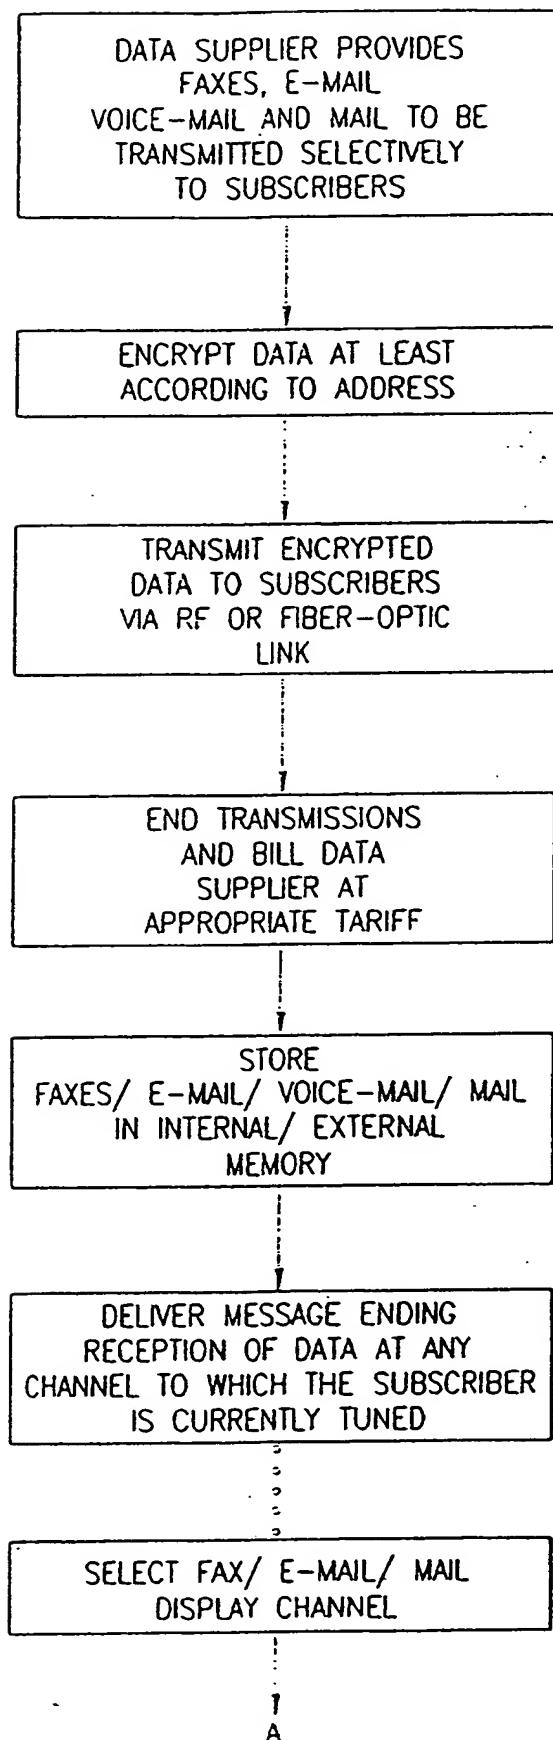 DATA SUPPLIER PROVIDES
FAXES, E-MAIL
VOICE-MAIL AND MAIL TO BE
TRANSMITTED SELECTIVELY
TO SUBSCRIBERS
ENCRYPT DATA AT LEAST
ACCORDING TO ADDRESS
TRANSMIT ENCRYPTED
DATA TO SUBSCRIBERS
VIA RF OR FIBER-OPTIC
LINK
END TRANSMISSIONS
AND BILL DATA
SUPPLIER AT
APPROPRIATE TARIFF
STORE
FAXES/ E-MAIL/ VOICE-MAIL/ MAIL
IN INTERNAL/ EXTERNAL
MEMORY
DELIVER MESSAGE ENDING
RECEPTION OF DATA AT ANY
CHANNEL TO WHICH THE SUBSCRIBER
IS CURRENTLY TUNED
SELECT FAX/ E-MAIL/ MAIL
DISPLAY CHANNEL
A